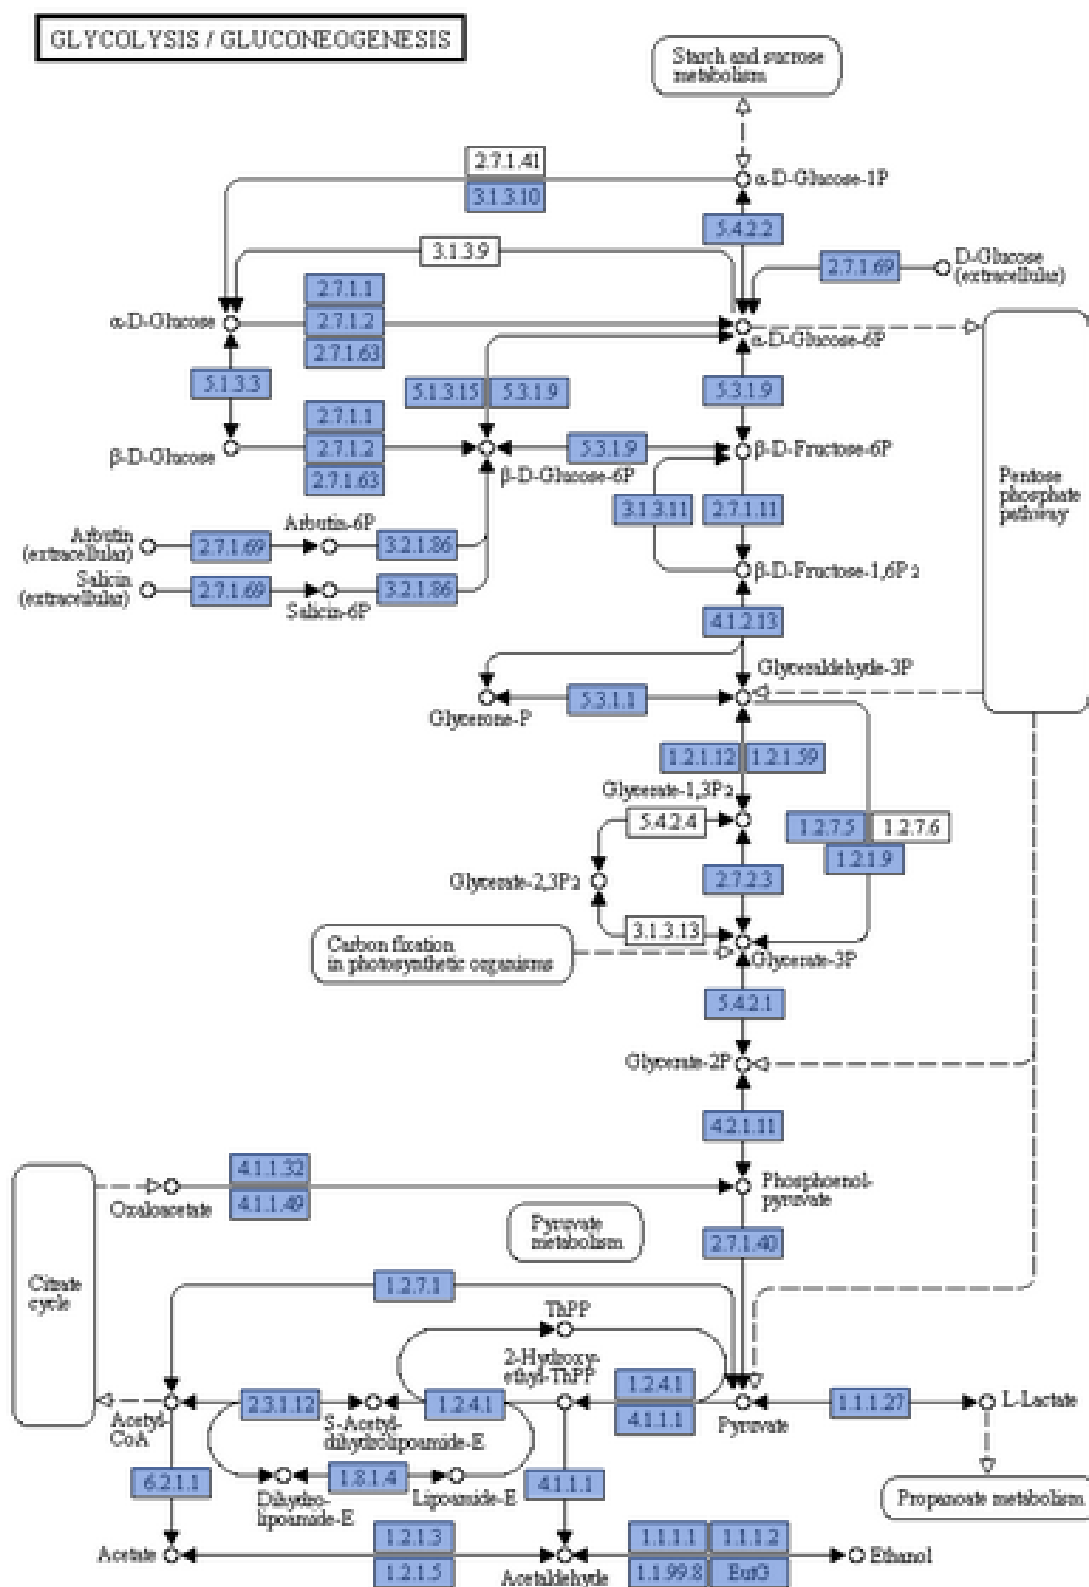 GLYCOLYSIS / GLUCONEOGENESIS
Starch and sucrose
metabolism
2.7.1.41
3.1.3.10
α-D-Glucose-1P
5.4.2.2
3.1.3.9
2.7.1.69
D-Glucose
(extracellular)
2.7.1.1
α-D-Glucose
2.7.1.2
2.7.1.63
α-D-Glucose-6P
5.1.3.3
5.1.3.15
5.3.1.9
5.3.1.9
2.7.1.1
β-D-Glucose
2.7.1.2
2.7.1.63
5.3.1.9
β-D-Glucose-6P
β-D-Fructose-6P
Pentose
phosphate
pathway
3.1.3.11
2.7.1.11
Arbutin
(extracellular)
2.7.1.69
Arbutin-6P
3.2.1.86
Salicin
(extracellular)
2.7.1.69
Salicin-6P
3.2.1.86
β-D-Fructose-1,6P2
4.1.2.13
Glyceraldehyde-3P
Glycerone-P
5.3.1.1
1.2.1.12
1.2.1.59
Glycerate-1,3P2
5.4.2.4
1.2.7.5
1.2.7.6
1.2.1.9
Glycerate-2,3P2
2.7.2.3
3.1.3.13
Carbon fixation
in photosynthetic organisms
Glycerate-3P
5.4.2.1
Glycerate-2P
4.2.1.11
4.1.1.32
Oxaloacetate
4.1.1.49
Phosphoenol-
pyruvate
Pyruvate
metabolism
2.7.1.40
Citrate
cycle
1.2.7.1
ThPP
2-Hydroxy-
ethyl-ThPP
1.2.4.1
4.1.1.1
Acetyl-
CoA
2.3.1.12
S-Acetyl-
dihydrolipoamide-E
1.2.4.1
Pyruvate
1.1.1.27
L-Lactate
6.2.1.1
Dihydro-
lipoamide-E
1.8.1.4
Lipoamide-E
4.1.1.1
Propanoate metabolism
Acetate
1.2.1.3
1.2.1.5
Acetaldehyde
1.1.1.1
1.1.1.2
1.1.99.8
EutG
Ethanol